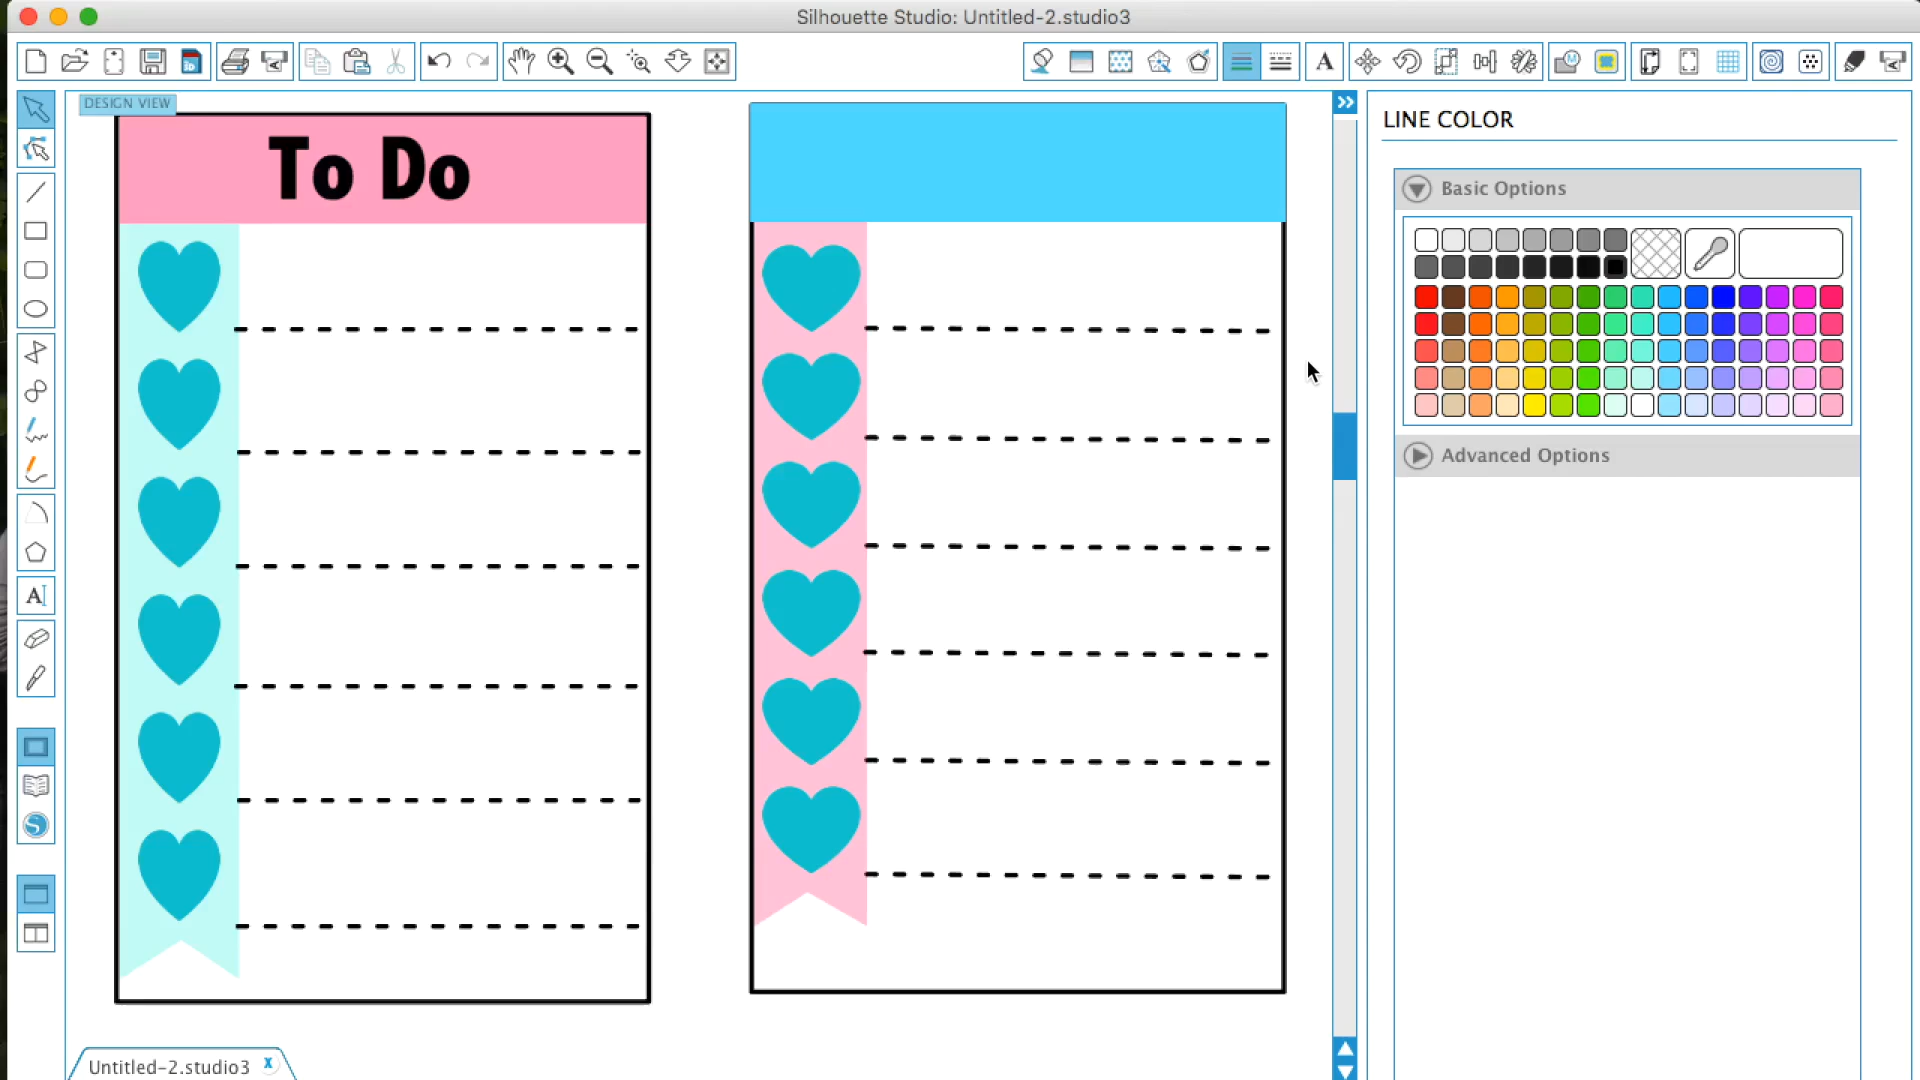 Silhouette Studio: Untitled-2.studio3
DESIGN VIEW
To Do
LINE COLOR
Basic Options
Advanced Options
Untitled-2.studio3 x